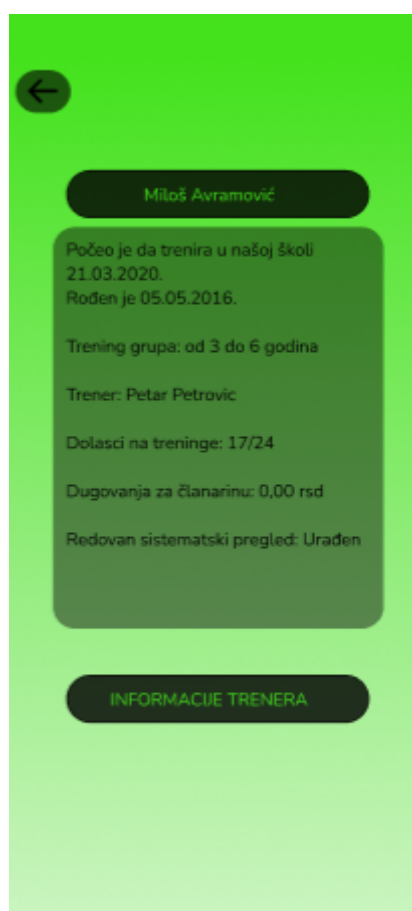 Miloš Avramović
Počeo je da trenira u našoj školi
21.03.2020.
Rođen je 05.05.2016.
Trening grupa: od 3 do 6 godina
Trener: Petar Petrovic
Dolasci na treninge: 17/24
Dugovanja za članarinu: 0,00 rsd
Redovan sistematski pregled: Urađen
INFORMACIJE TRENERA